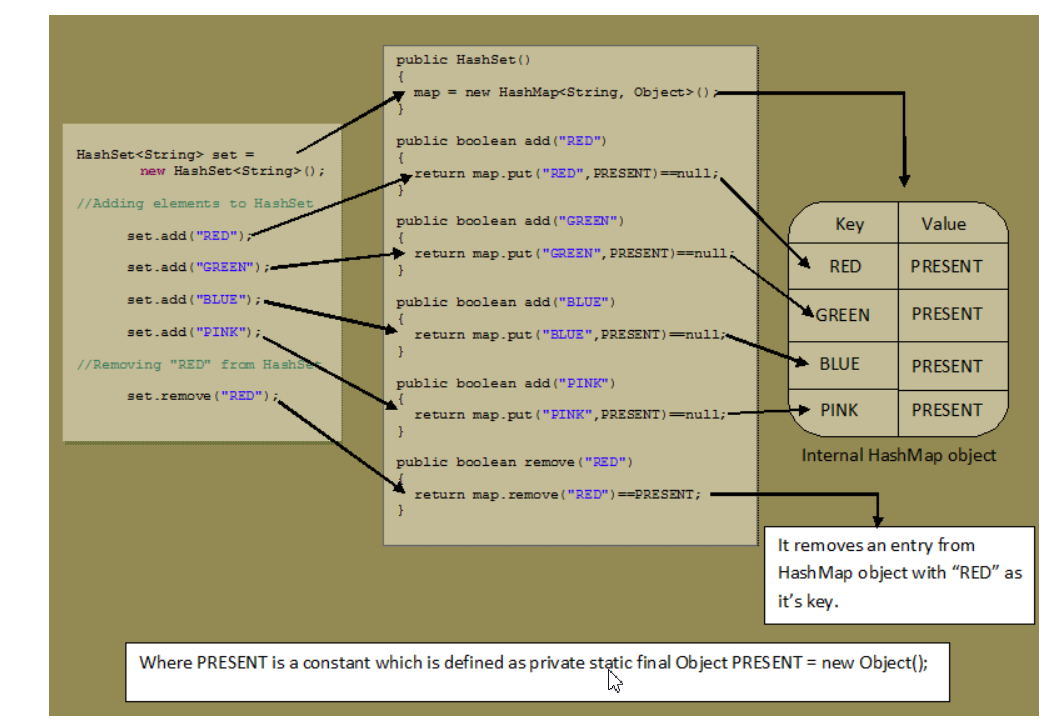 HashSet<String> set =
new HashSet<String>();
//Adding elements to HashSet
set.add("RED");
set.add("GREEN");
set.add("BLUE");
set.add("PINK");
//Removing "RED" from HashSet
set.remove("RED");
public HashSet()
{
map = new HashMap<String, Object>();
}
public boolean add("RED")
{
return map.put("RED",PRESENT)==null;
}
public boolean add("GREEN")
{
return map.put("GREEN",PRESENT)==null;
}
public boolean add("BLUE")
{
return map.put("BLUE",PRESENT)==null;
}
public boolean add("PINK")
{
return map.put("PINK",PRESENT)==null;
}
public boolean remove("RED")
{
return map.remove("RED")==PRESENT;
}
Key Value
RED PRESENT
GREEN PRESENT
BLUE PRESENT
PINK PRESENT
Internal HashMap object
It removes an entry from
HashMap object with “RED” as
it’s key.
Where PRESENT is a constant which is defined as private static final Object PRESENT = new Object();